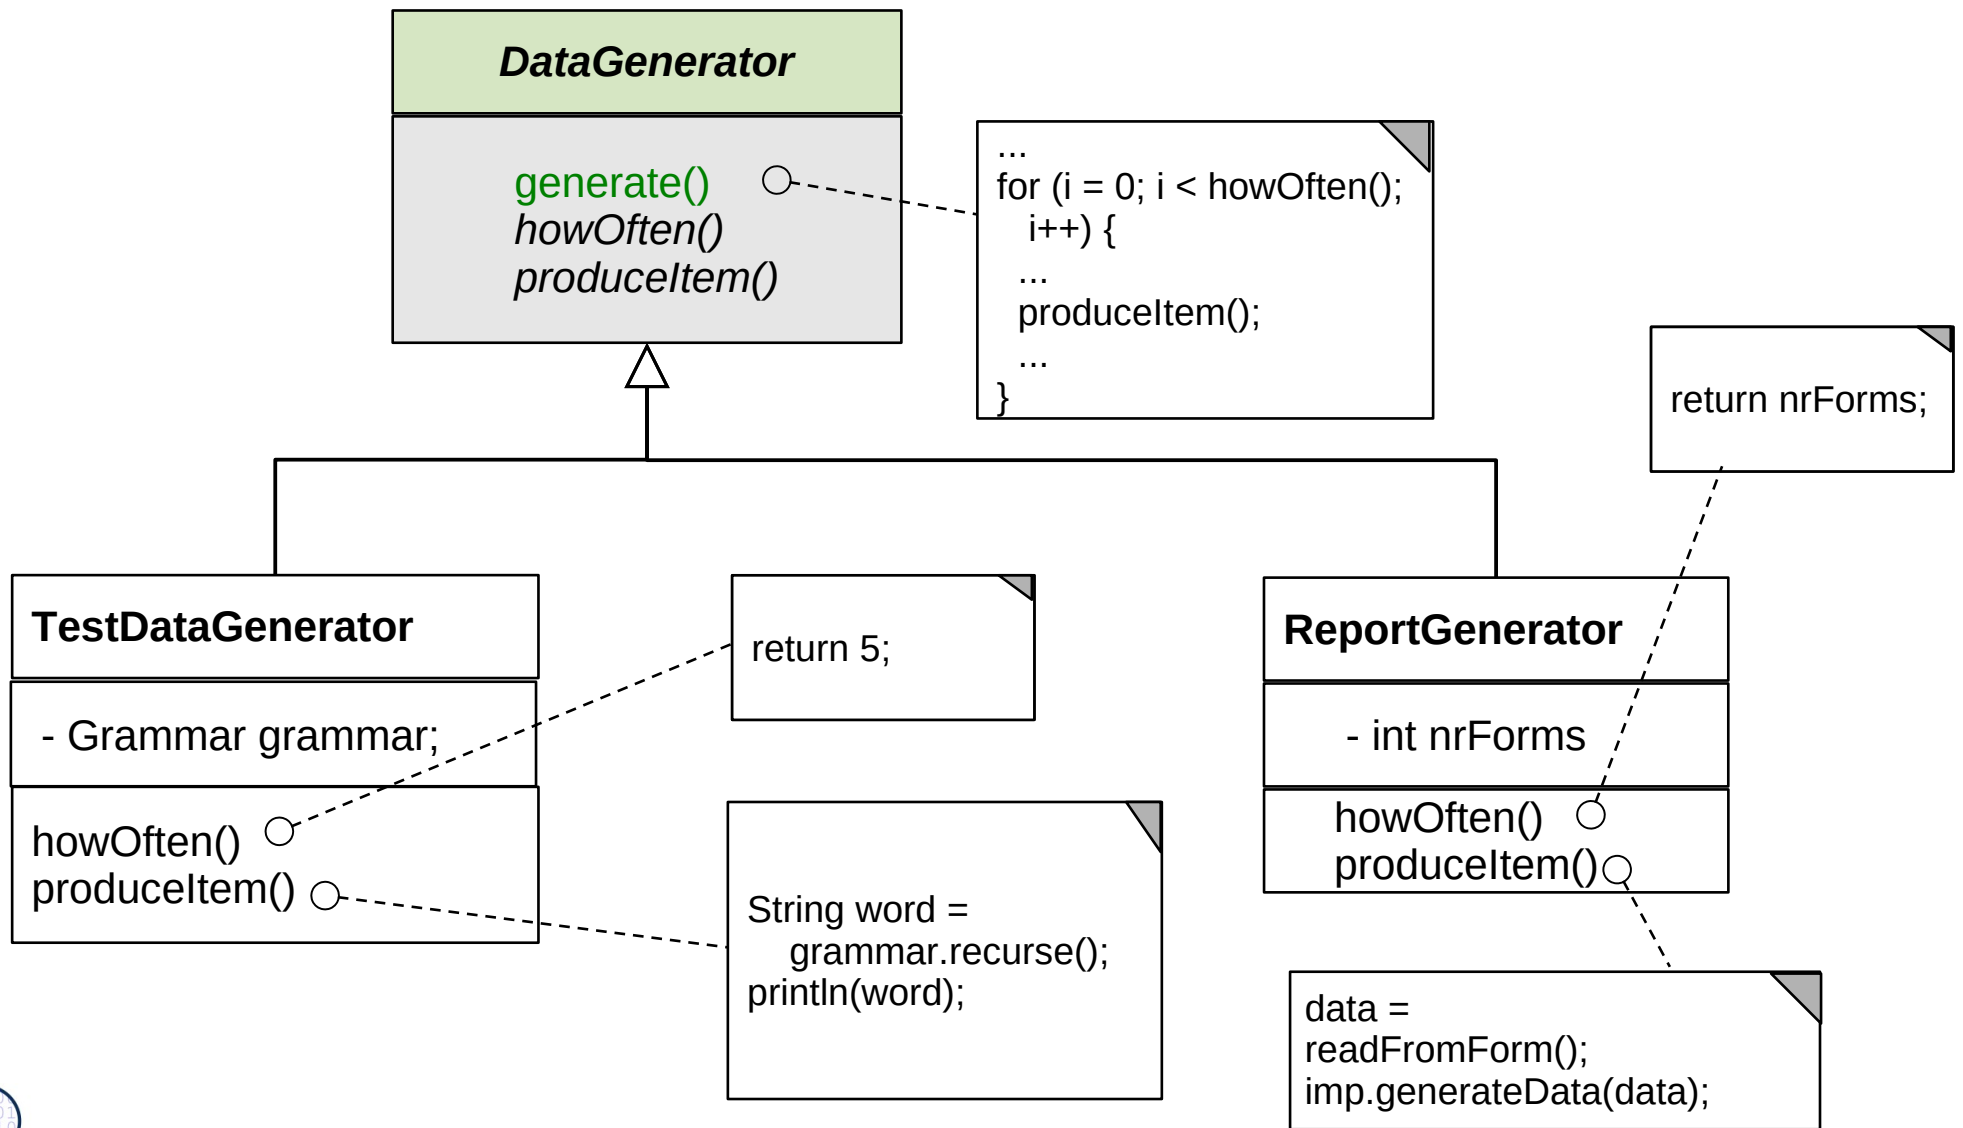 DataGenerator
generate()
howOften()
produceItem()
...
for (i = 0; i < howOften();
i++) {
...
produceItem();
...
}
return nrForms;
TestDataGenerator
- Grammar grammar;
howOften()
produceItem()
return 5;
String word =
grammar.recurse();
println(word);
ReportGenerator
- int nrForms
howOften()
produceItem()
data =
readFromForm();
imp.generateData(data);